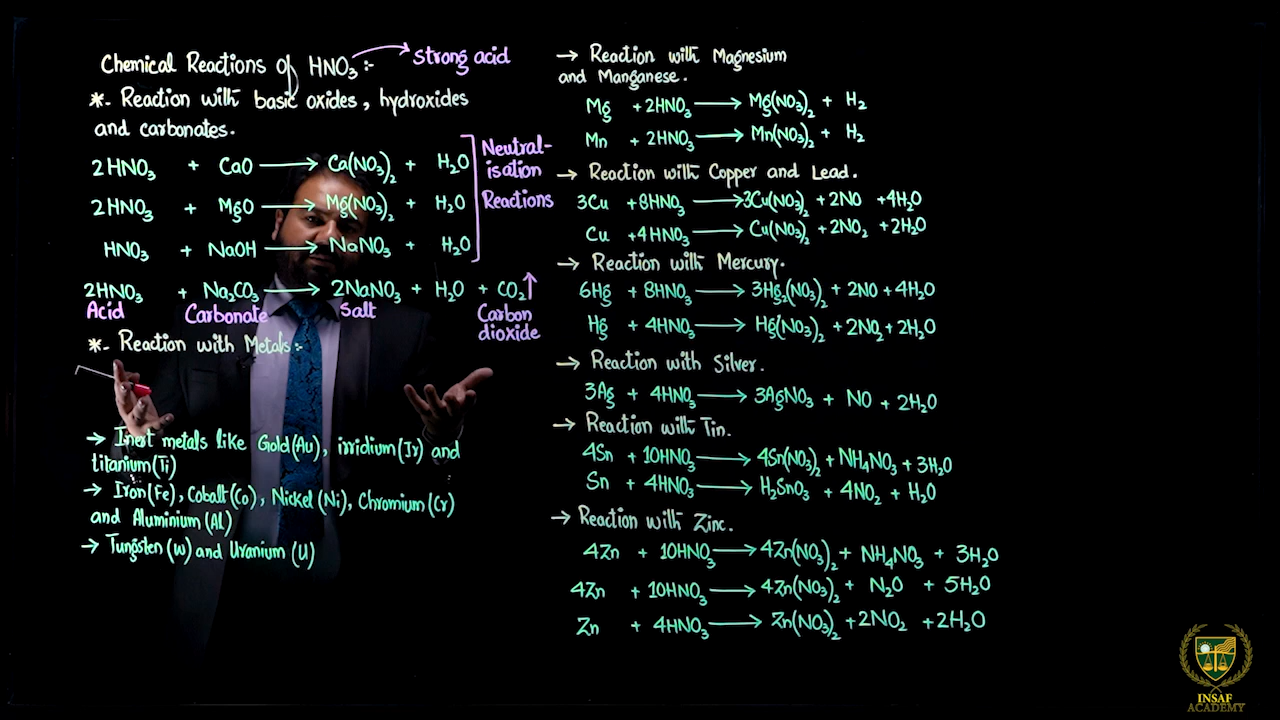 Chemical Reactions Of HNO₃ :- → Strong acid
*- Reaction with basic oxides, hydroxides
and carbonates.
2HNO₃ + CaO → Ca(NO₃)₂ + H₂O
2HNO₃ + MgO → Mg(NO₃)₂ + H₂O
HNO₃ + NaOH → NaNO₃ + H₂O
Neutral-
isation
Reactions
2HNO₃ + Na₂CO₃ → 2NaNO₃ + H₂O + CO₂↑
Acid Carbonate Salt Carbon
dioxide
*- Reaction with Metals :-
→ Inert metals like Gold(Au), irridium(Ir) and
titanium(Ti)
→ Iron(Fe), Cobalt(Co), Nickel(Ni), Chromium(Cr)
and Aluminium(Al)
→ Tungsten (W) and Uranium (U)
→ Reaction with Magnesium
and Manganese.
Mg + 2HNO₃ → Mg(NO₃)₂ + H₂
Mn + 2HNO₃ → Mn(NO₃)₂ + H₂
→ Reaction with Copper and Lead.
3Cu + 8HNO₃ → 3Cu(NO₃)₂ + 2NO + 4H₂O
Cu + 4HNO₃ → Cu(NO₃)₂ + 2NO₂ + 2H₂O
→ Reaction with Mercury.
6Hg + 8HNO₃ → 3Hg₂(NO₃)₂ + 2NO + 4H₂O
Hg + 4HNO₃ → Hg(NO₃)₂ + 2NO₂ + 2H₂O
→ Reaction with Silver.
3Ag + 4HNO₃ → 3AgNO₃ + NO + 2H₂O
→ Reaction with Tin.
4Sn + 10HNO₃ → 4Sn(NO₃)₂ + NH₄NO₃ + 3H₂O
Sn + 4HNO₃ → H₂SnO₃ + 4NO₂ + H₂O
→ Reaction with Zinc.
4Zn + 10HNO₃ → 4Zn(NO₃)₂ + NH₄NO₃ + 3H₂O
4Zn + 10HNO₃ → 4Zn(NO₃)₂ + N₂O + 5H₂O
Zn + 4HNO₃ → Zn(NO₃)₂ + 2NO₂ + 2H₂O
INSAF
ACADEMY